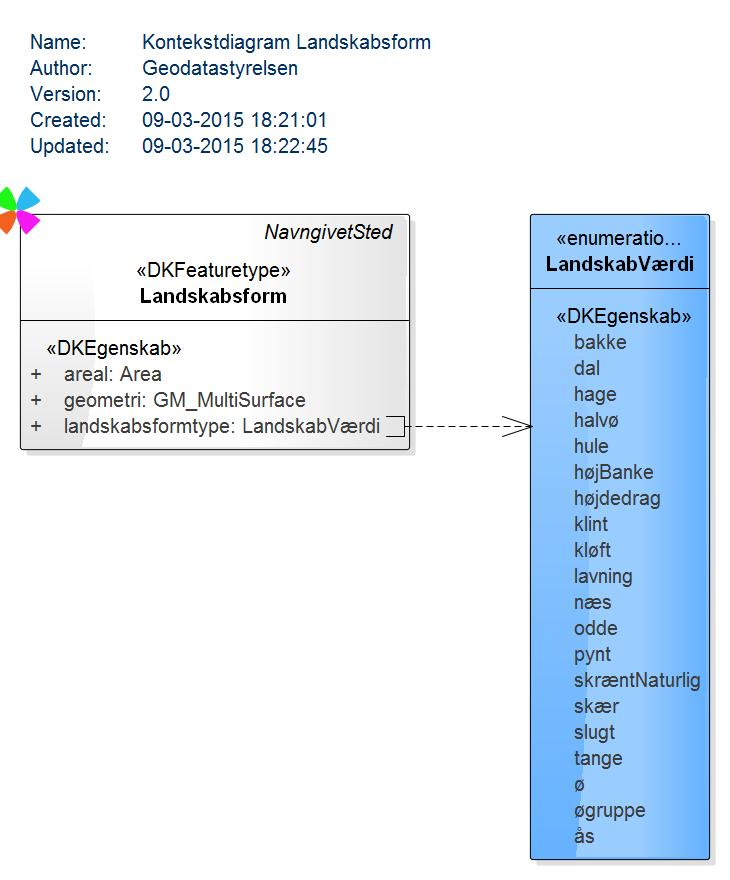 Name: Kontekstdiagram Landskabsform
Author: Geodatastyrelsen
Version: 2.0
Created: 09-03-2015 18:21:01
Updated: 09-03-2015 18:22:45
NavngivetSted
«DKFeaturetype»
Landskabsform
«DKEgenskab»
+ areal: Area
+ geometri: GM_MultiSurface
+ landskabsformtype: LandskabVærdi
«enumeratio...
LandskabVærdi
«DKEgenskab»
bakke
dal
hage
halvø
hule
højBanke
højdedrag
klint
kløft
lavning
næs
odde
pynt
skræntNaturlig
skær
slugt
tange
ø
øgruppe
ås